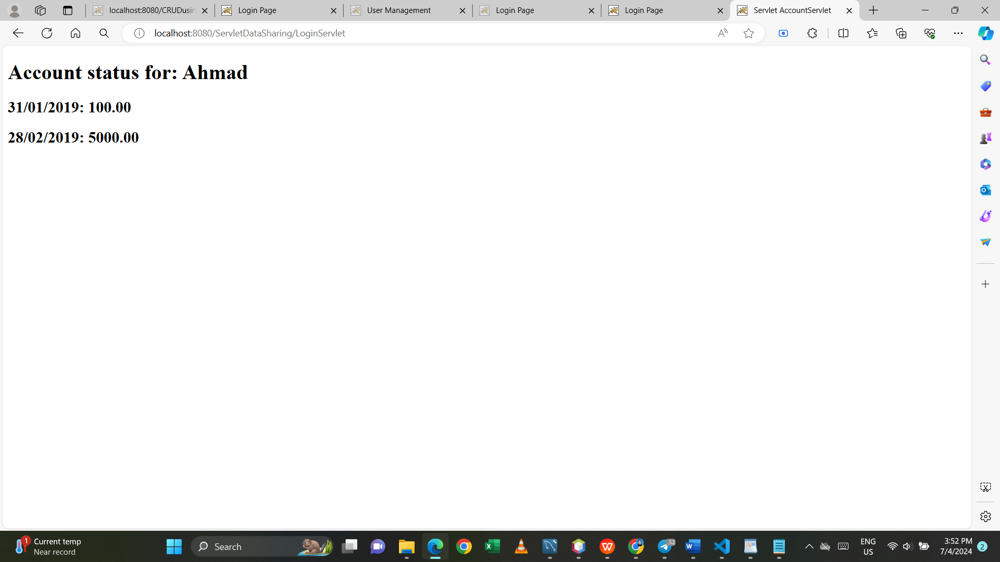 localhost:8080/CRUDusin
Login Page
User Management
Login Page
Login Page
Servlet AccountServlet
localhost:8080/ServletDataSharing/LoginServlet
Account status for: Ahmad
31/01/2019: 100.00
28/02/2019: 5000.00
1
Current temp
Near record
Search
52
ENG
US
3:52 PM
7/4/2024
2